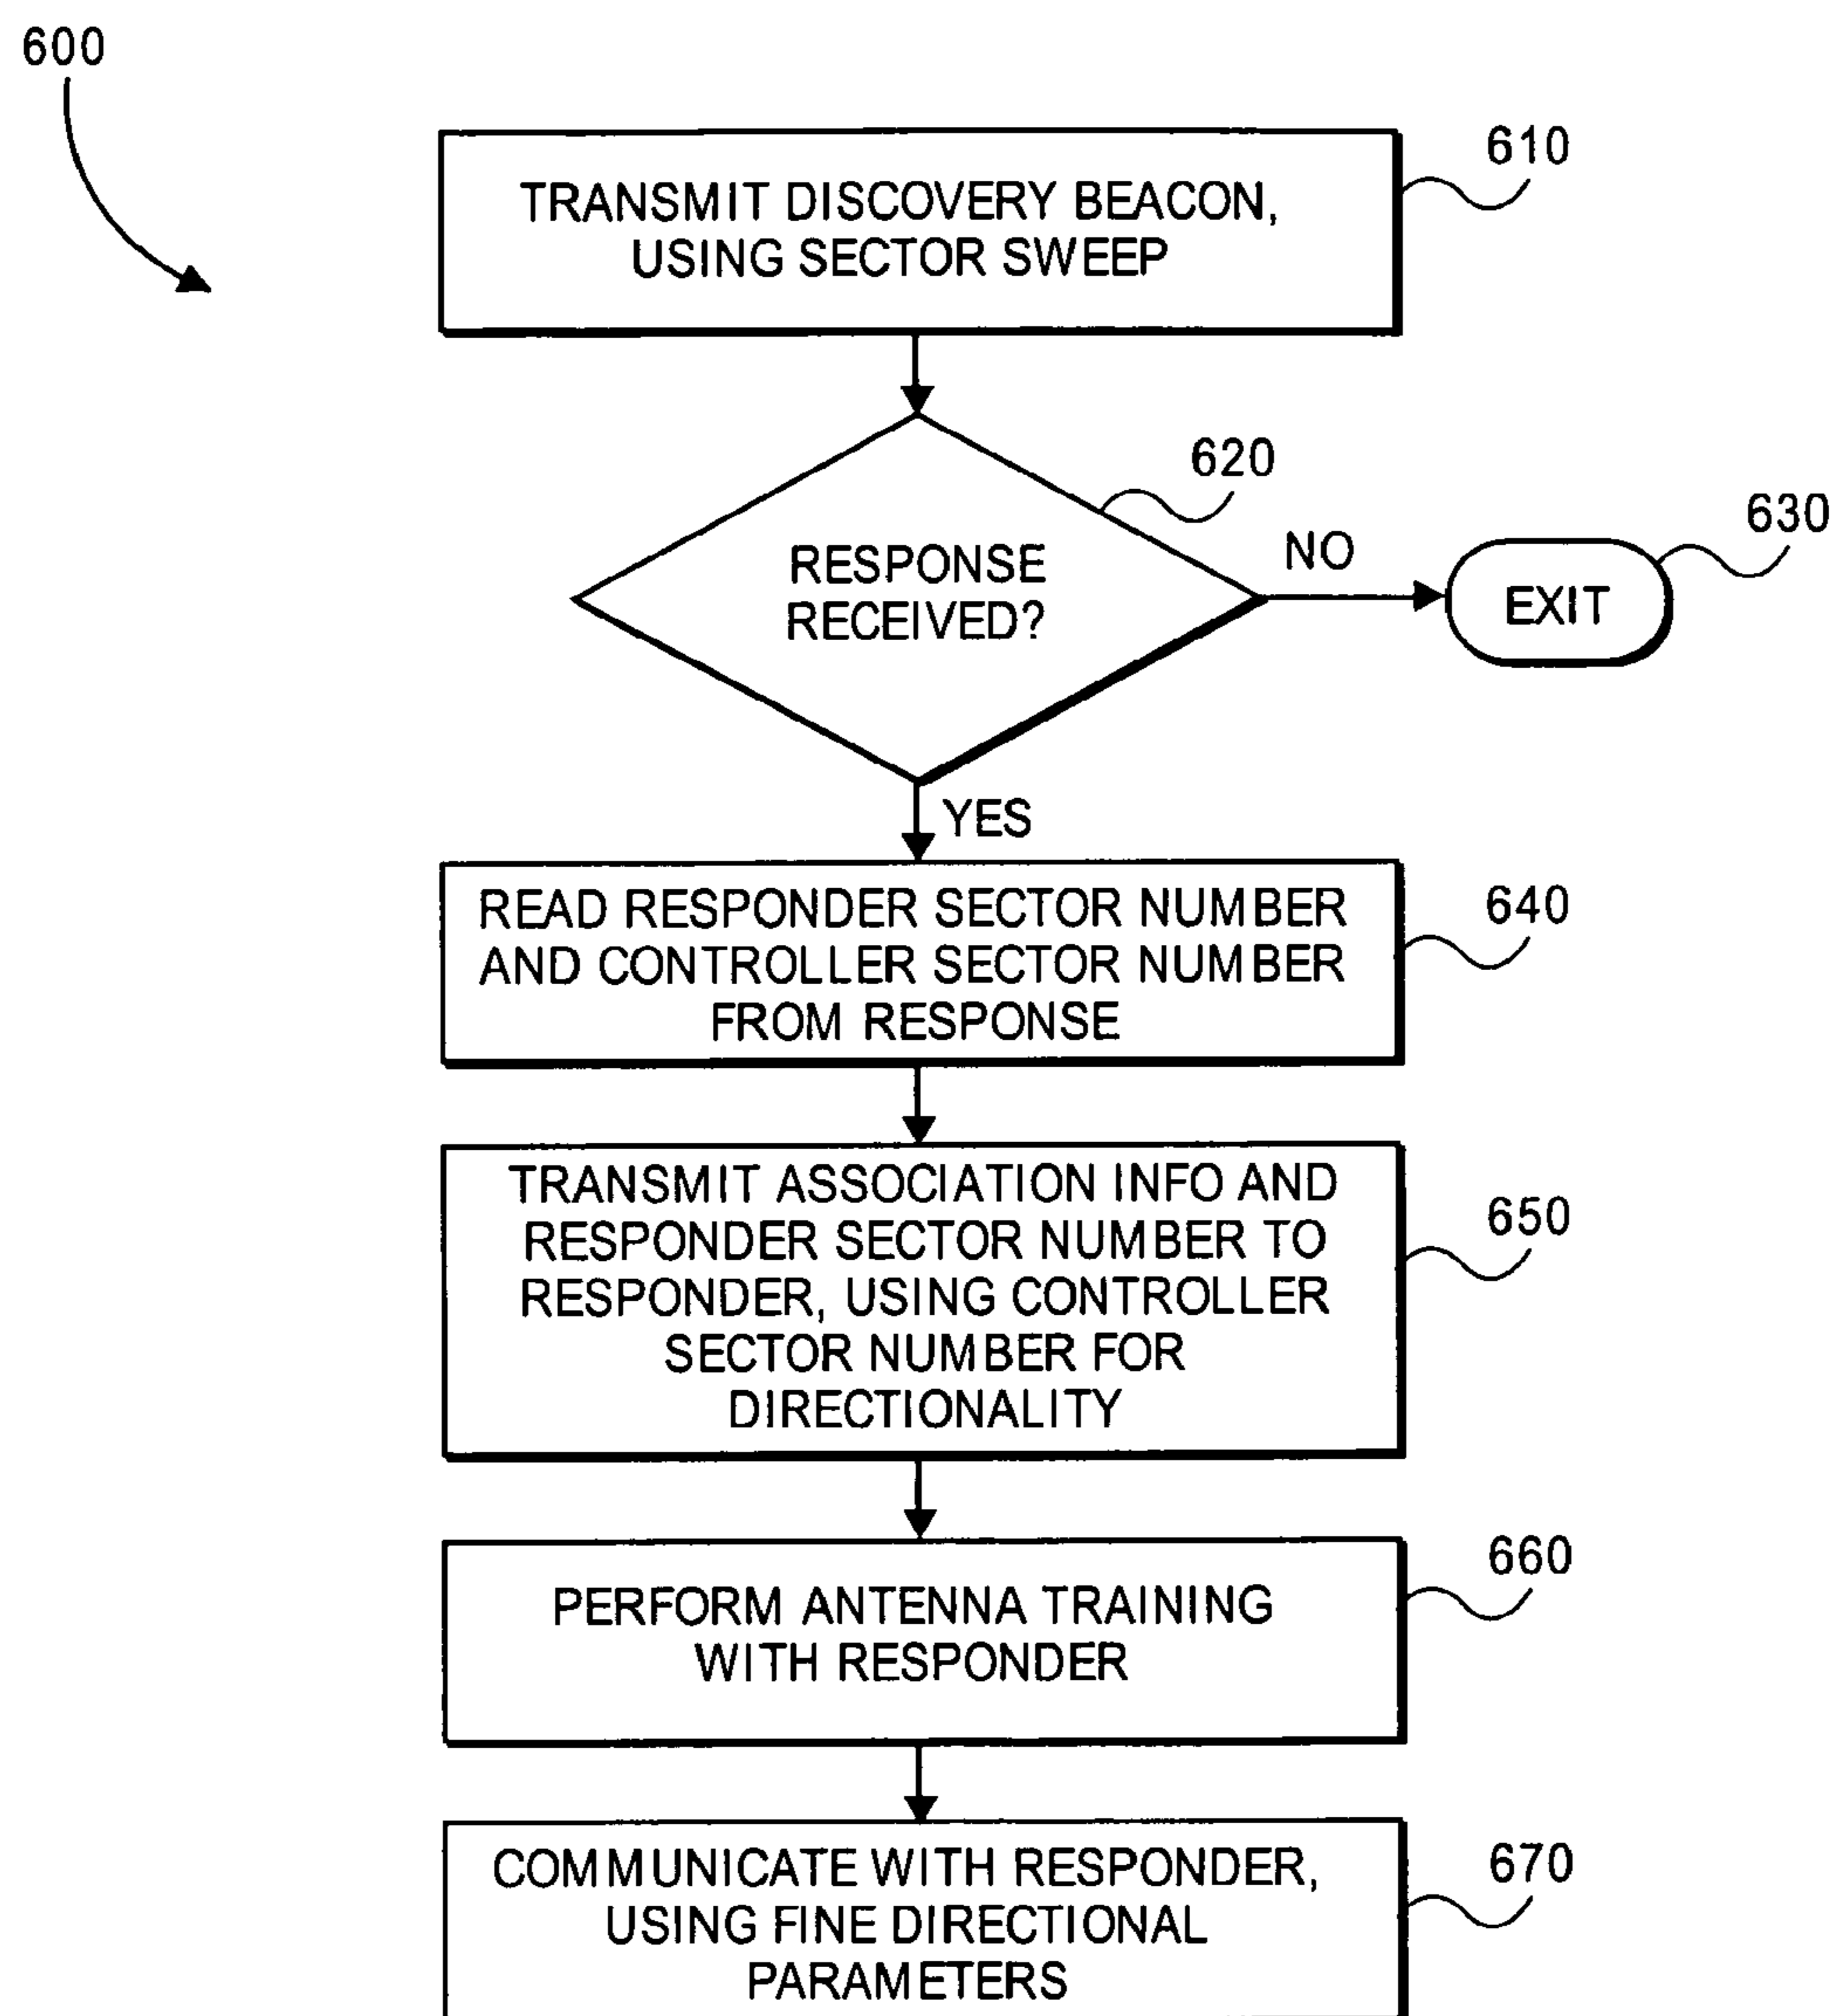 600
610
TRANSMIT DISCOVERY BEACON,
USING SECTOR SWEEP
620
630
RESPONSE
RECEIVED?
NO
EXIT
YES
640
READ RESPONDER SECTOR NUMBER
AND CONTROLLER SECTOR NUMBER
FROM RESPONSE
650
TRANSMIT ASSOCIATION INFO AND
RESPONDER SECTOR NUMBER TO
RESPONDER, USING CONTROLLER
SECTOR NUMBER FOR
DIRECTIONALITY
660
PERFORM ANTENNA TRAINING
WITH RESPONDER
670
COMMUNICATE WITH RESPONDER,
USING FINE DIRECTIONAL
PARAMETERS